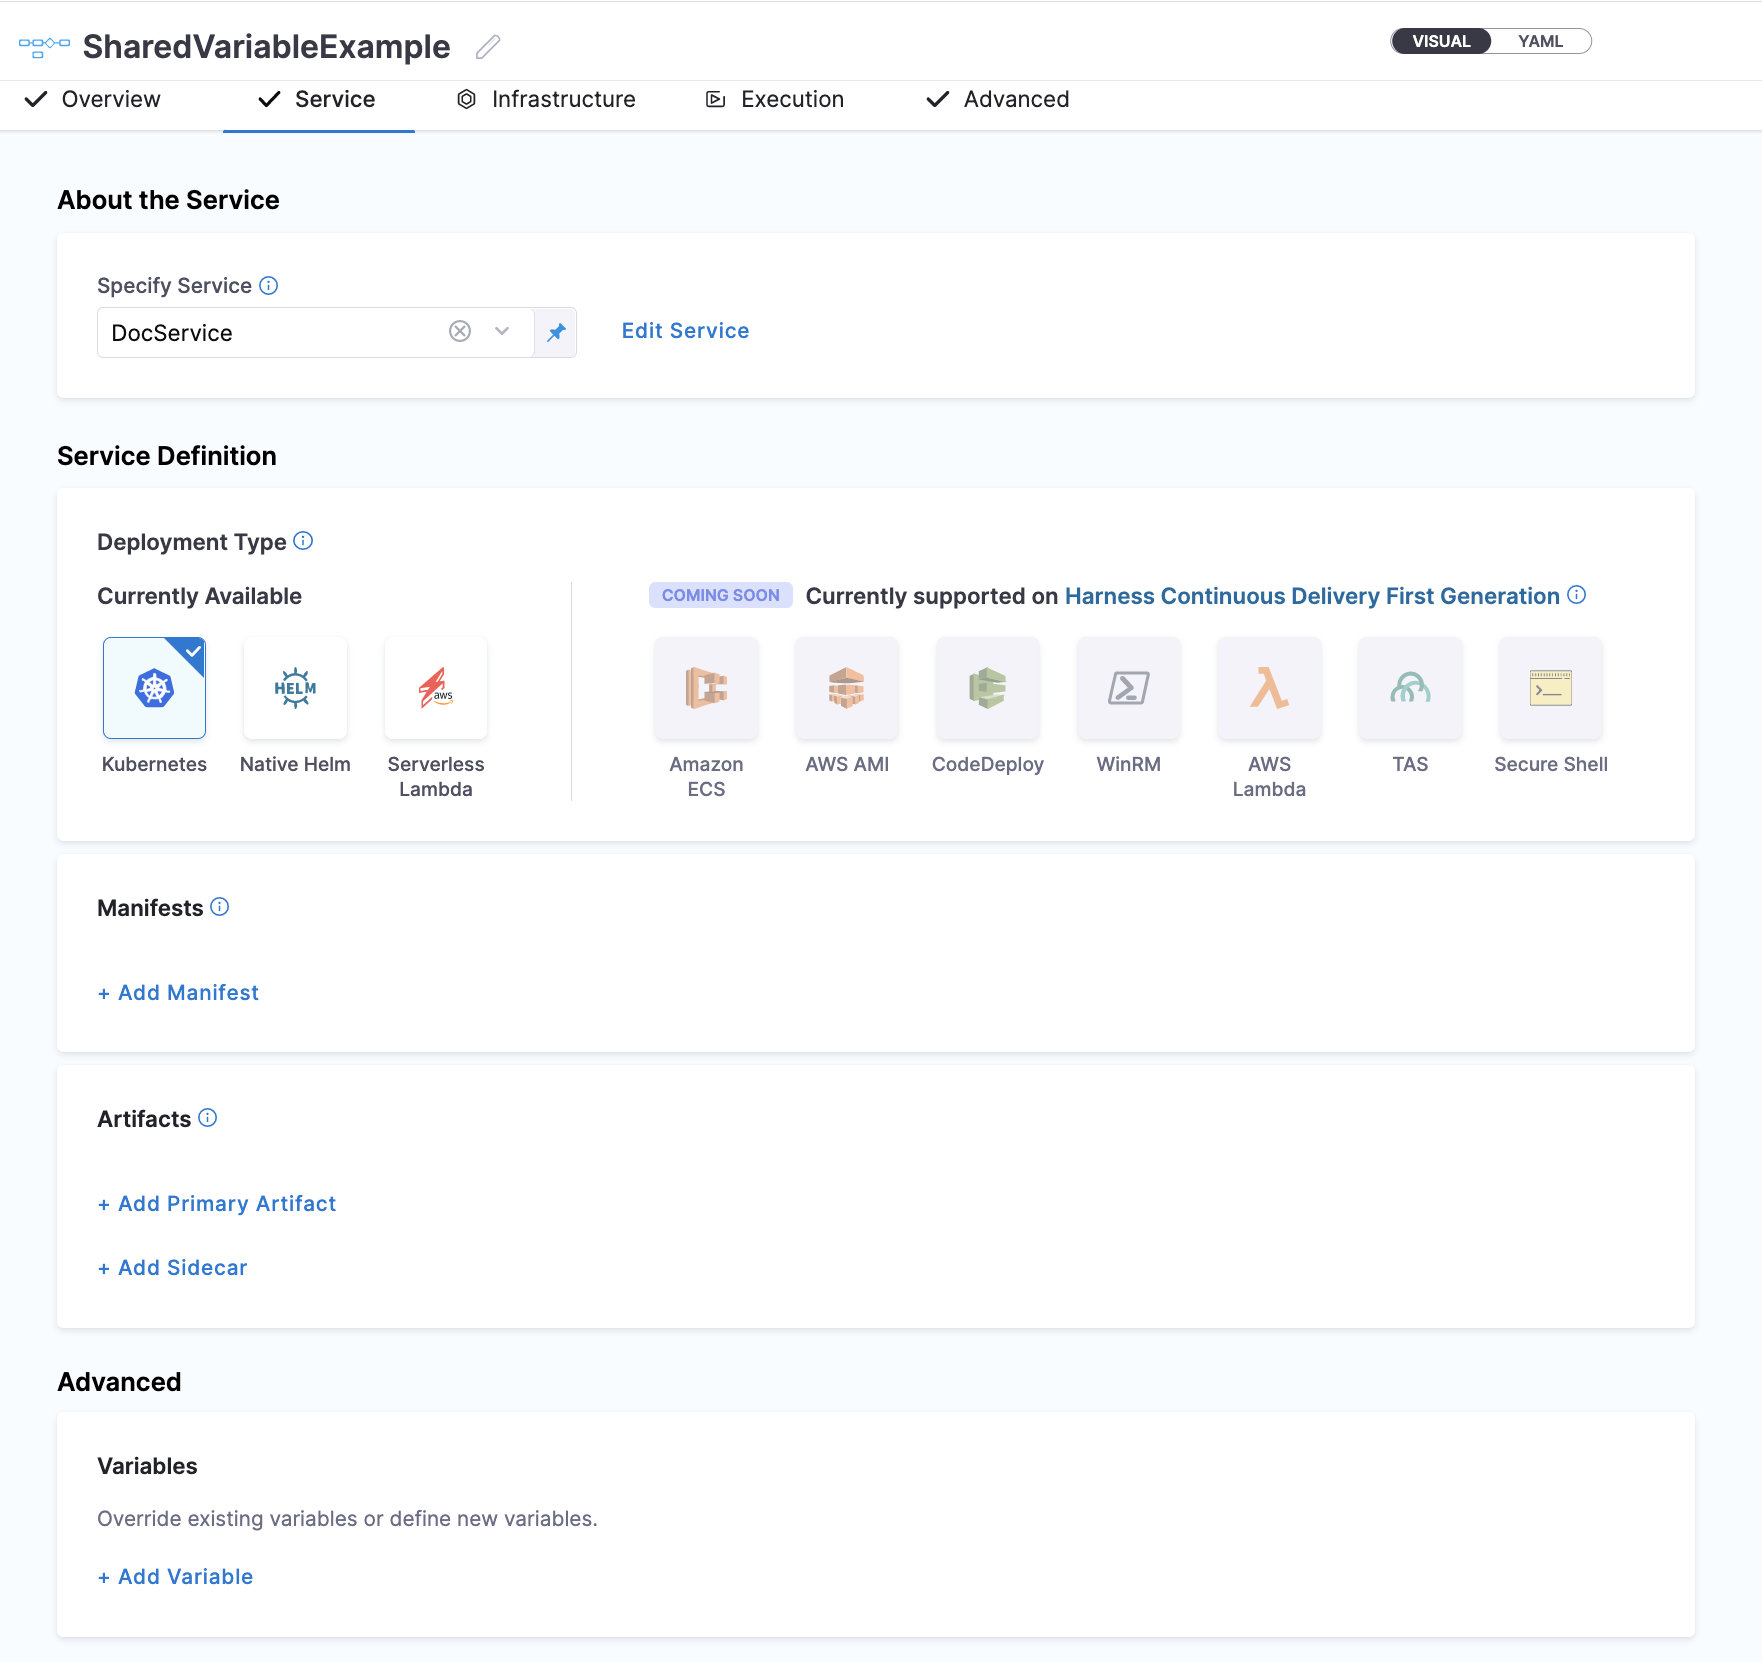 SharedVariableExample
VISUAL YAML
Overview Service Infrastructure Execution Advanced
About the Service
Specify Service
DocService
Edit Service
Service Definition
Deployment Type
Currently Available
COMING SOON Currently supported on Harness Continuous Delivery First Generation
HELM
aws
Kubernetes Native Helm Serverless Lambda
Amazon ECS AWS AMI CodeDeploy WinRM AWS Lambda TAS Secure Shell
Manifests
+ Add Manifest
Artifacts
+ Add Primary Artifact
+ Add Sidecar
Advanced
Variables
Override existing variables or define new variables.
+ Add Variable